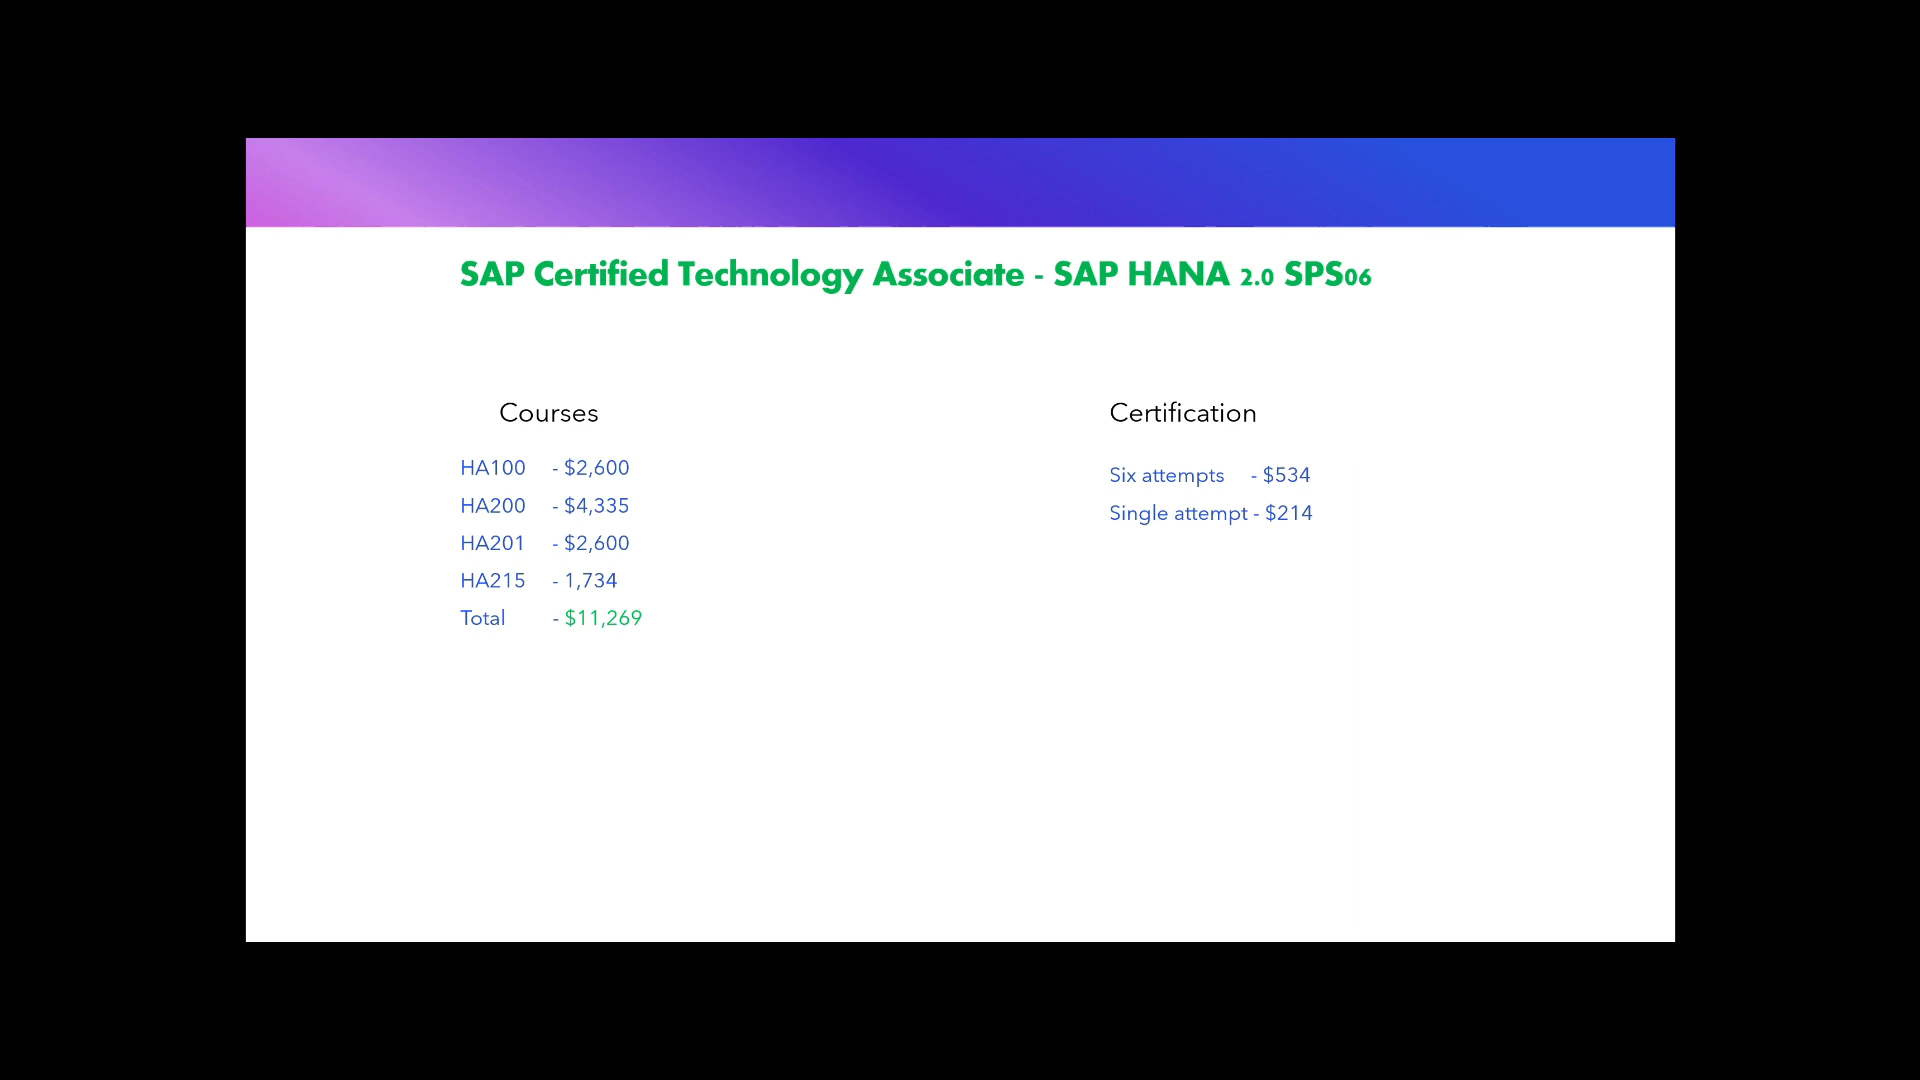 SAP Certified Technology Associate - SAP HANA 2.0 SPS06
Courses
HA100 - $2,600
HA200 - $4,335
HA201 - $2,600
HA215 - 1,734
Total - $11,269
Certification
Six attempts - $534
Single attempt - $214